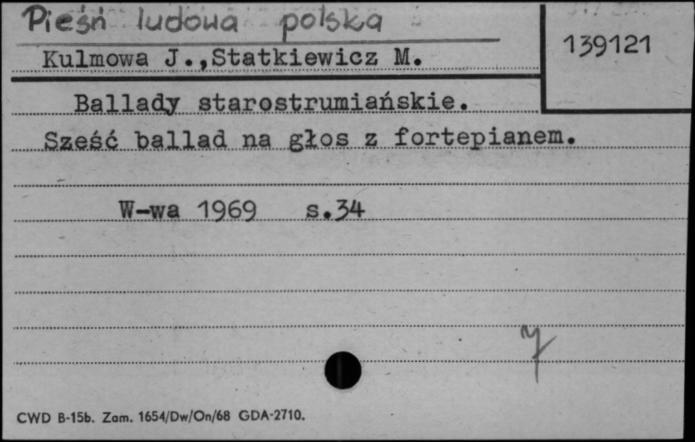 Pieśń ludowa polska
139121
Kulmowa J.,Statkiewicz M.
Ballady starostrumiańskie.
Sześć ballad na głos z fortepianem.
W-wa 1969 s.34
CWD B-15b. Zam. 1654/Dw/On/68 GDA-2710.